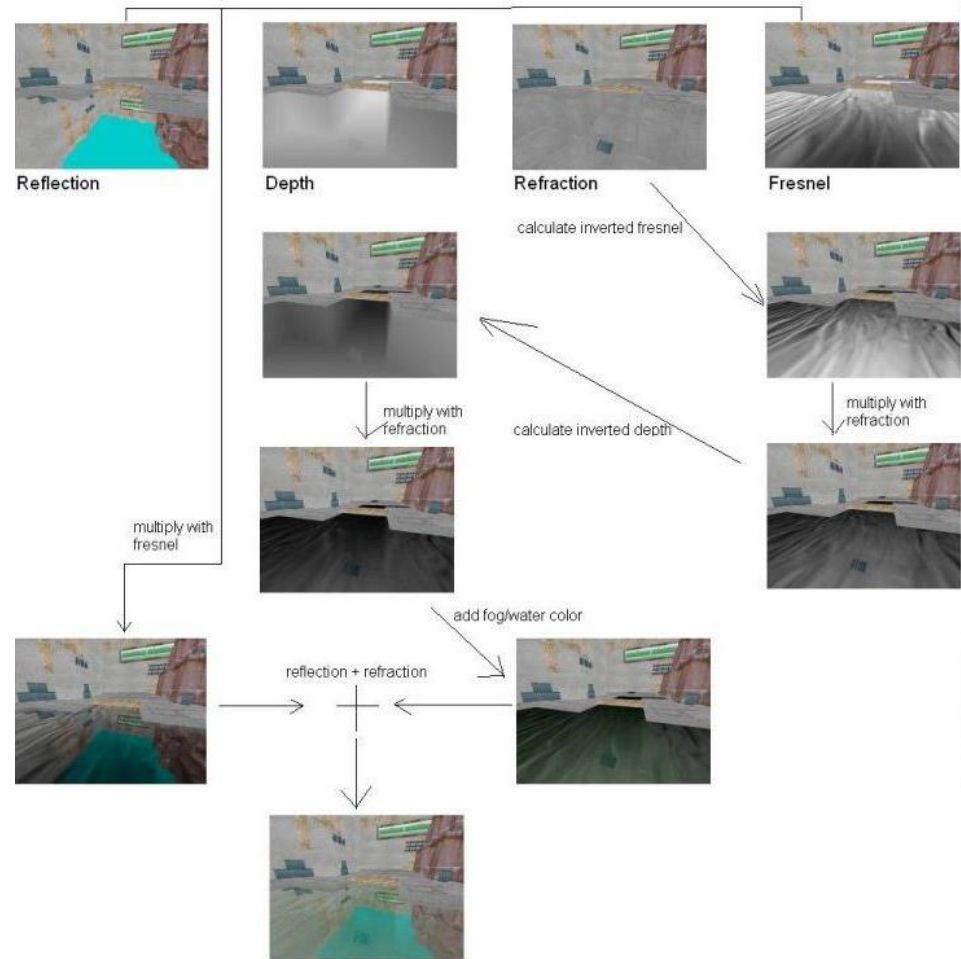 Reflection
Depth
Refraction
Fresnel
calculate inverted fresnel
multiply with
refraction
calculate inverted depth
multiply with
refraction
multiply with
fresnel
add fog/water color
reflection + refraction